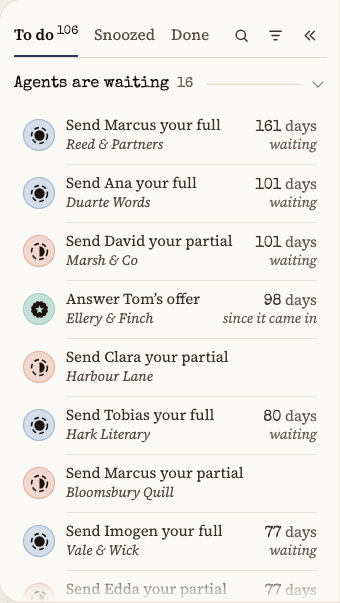 To do 106 Snoozed Done
Agents are waiting 16
Send Marcus your full 161 days
Reed & Partners waiting
Send Ana your full 101 days
Duarte Words waiting
Send David your partial 101 days
Marsh & Co waiting
Answer Tom’s offer 98 days
Ellery & Finch since it came in
Send Clara your partial
Harbour Lane
Send Tobias your full 80 days
Hark Literary waiting
Send Marcus your partial
Bloomsbury Quill
Send Imogen your full 77 days
Vale & Wick waiting
Send Edda your partial 77 days